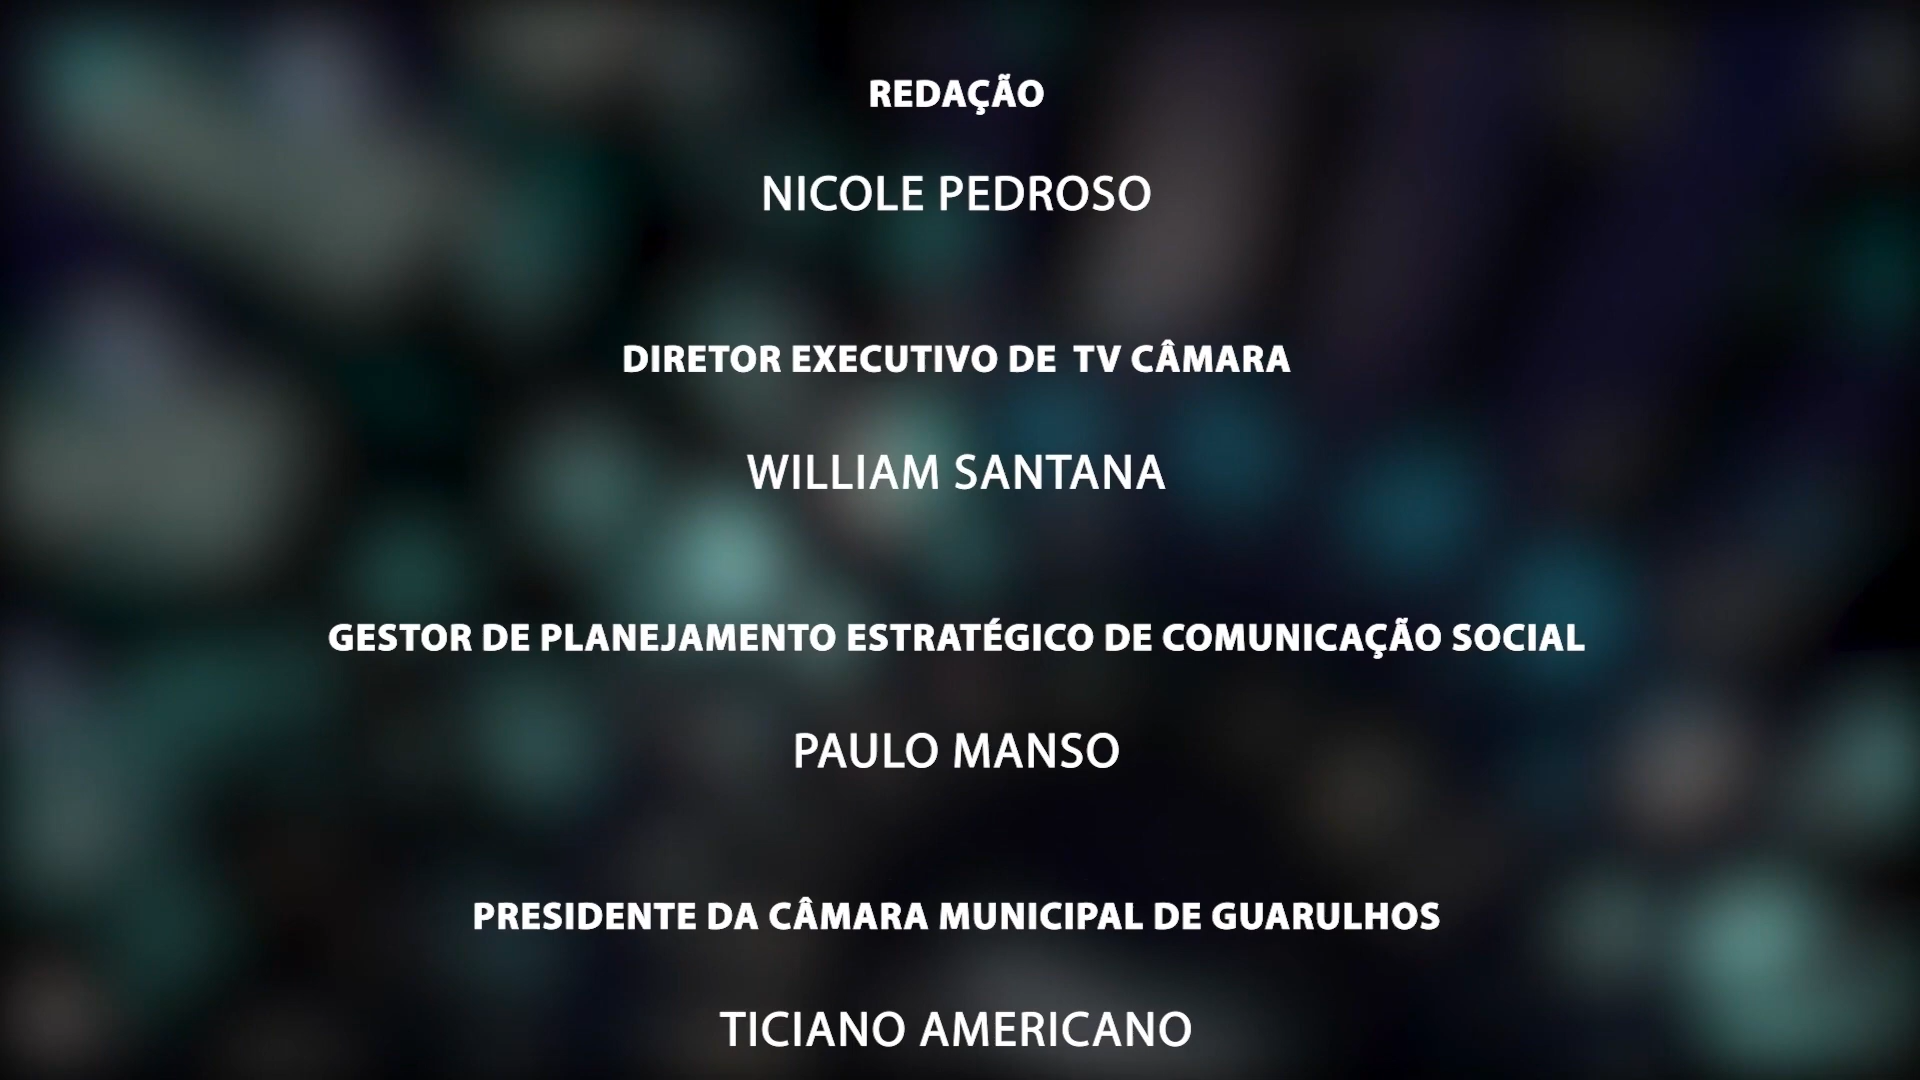 REDAÇÃO
NICOLE PEDROSO
DIRETOR EXECUTIVO DE  TV CÂMARA
WILLIAM SANTANA
GESTOR DE PLANEJAMENTO ESTRATÉGICO DE COMUNICAÇÃO SOCIAL
PAULO MANSO
PRESIDENTE DA CÂMARA MUNICIPAL DE GUARULHOS
TICIANO AMERICANO